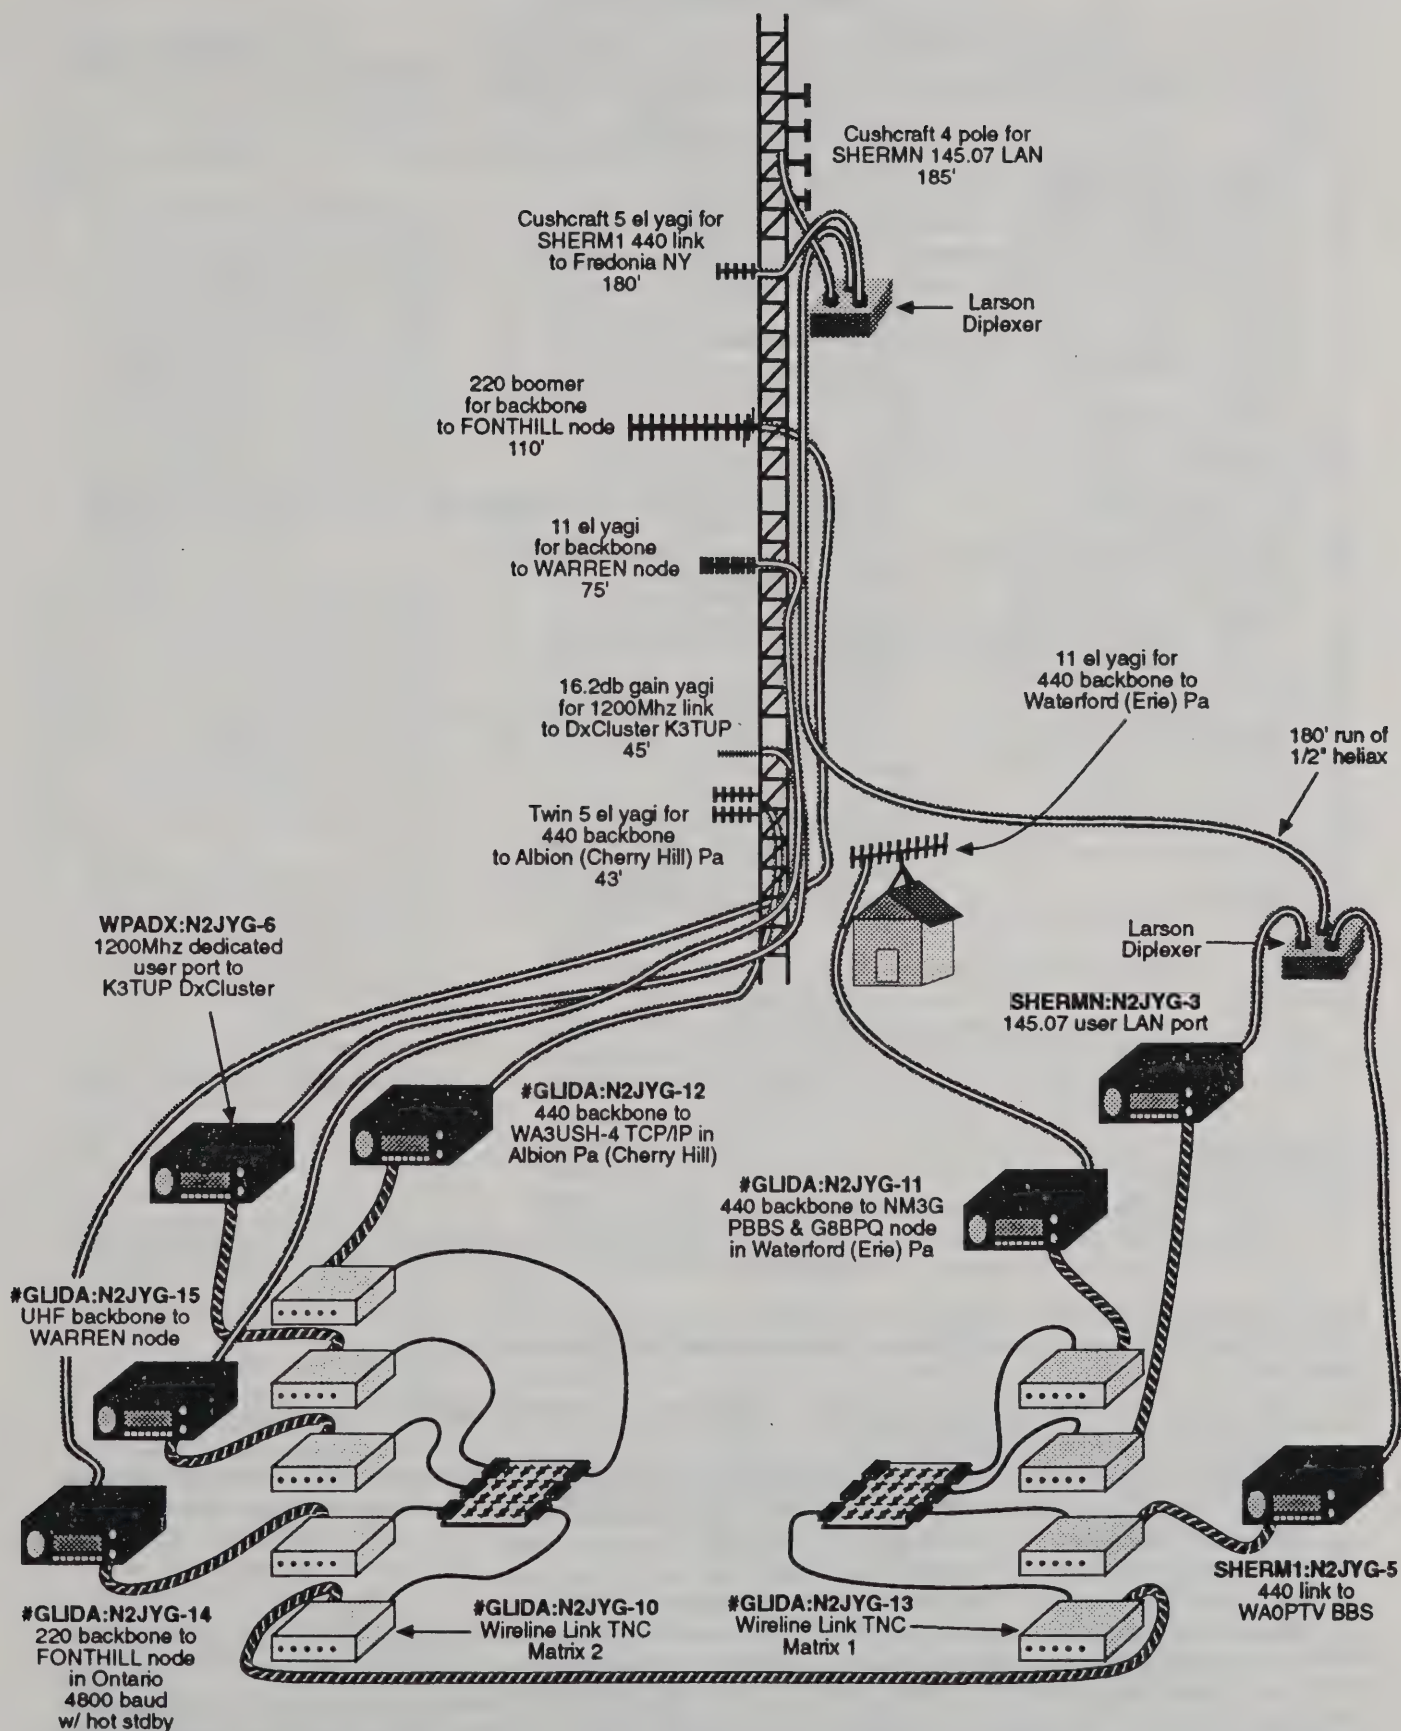 Cushcraft 4 pole for
SHERMN 145.07 LAN
185'
Cushcraft 5 el yagi for
SHERM1 440 link
to Fredonia NY
180'
Larson
Diplexer
220 boomer
for backbone
to FONTHILL node
110'
11 el yagi
for backbone
to WARREN node
75'
11 el yagi for
440 backbone to
Waterford (Erie) Pa
16.2db gain yagi
for 1200Mhz link
to DxCluster K3TUP
45'
180' run of
1/2" heliax
Twin 5 el yagi for
440 backbone
to Albion (Cherry Hill) Pa
43'
WPADX:N2JYG-6
1200Mhz dedicated
user port to
K3TUP DxCluster
Larson
Diplexer
SHERMN:N2JYG-3
145.07 user LAN port
#GLIDA:N2JYG-12
440 backbone to
WA3USH-4 TCP/IP in
Albion Pa (Cherry Hill)
#GLIDA:N2JYG-11
440 backbone to NM3G
PBBS & G8BPQ node
in Waterford (Erie) Pa
#GLIDA:N2JYG-15
UHF backbone to
WARREN node
SHERM1:N2JYG-5
440 link to
WA0PTV BBS
#GLIDA:N2JYG-14
220 backbone to
FONTHILL node
in Ontario
4800 baud
w/ hot stdby
#GLIDA:N2JYG-10
Wireline Link TNC
Matrix 2
#GLIDA:N2JYG-13
Wireline Link TNC
Matrix 1